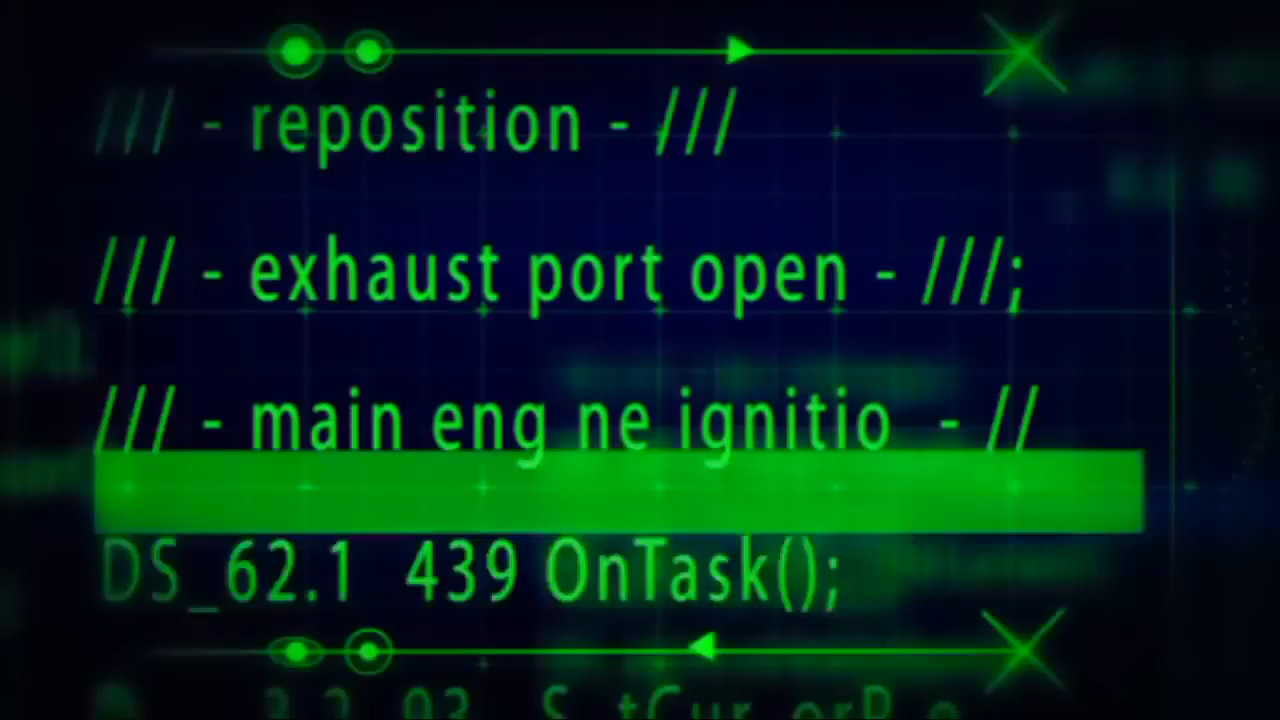 /// - reposition - ///
/// - exhaust port open - ///;
/// - main eng ne ignitio  - //
DS_62.1  439 OnTask();